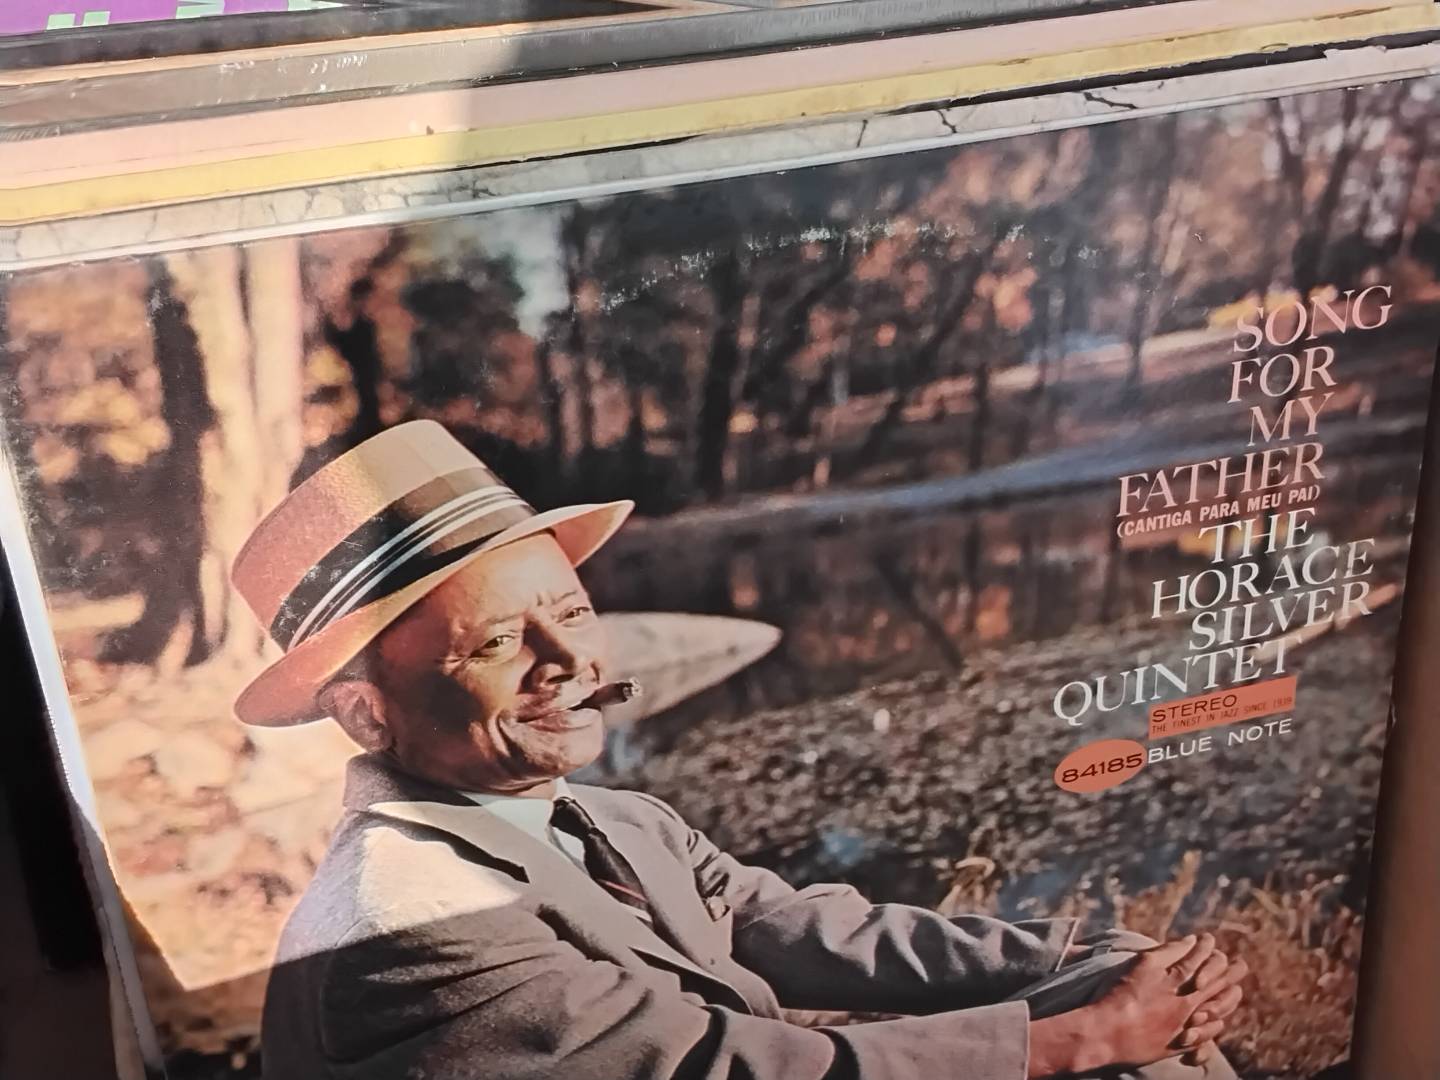 SONG
FOR
MY
FATHER
(CANTIGA PARA MEU PAI)
THE
HORACE
SILVER
QUINTET
STEREO
THE FINEST IN JAZZ SINCE 1939
84185 BLUE NOTE